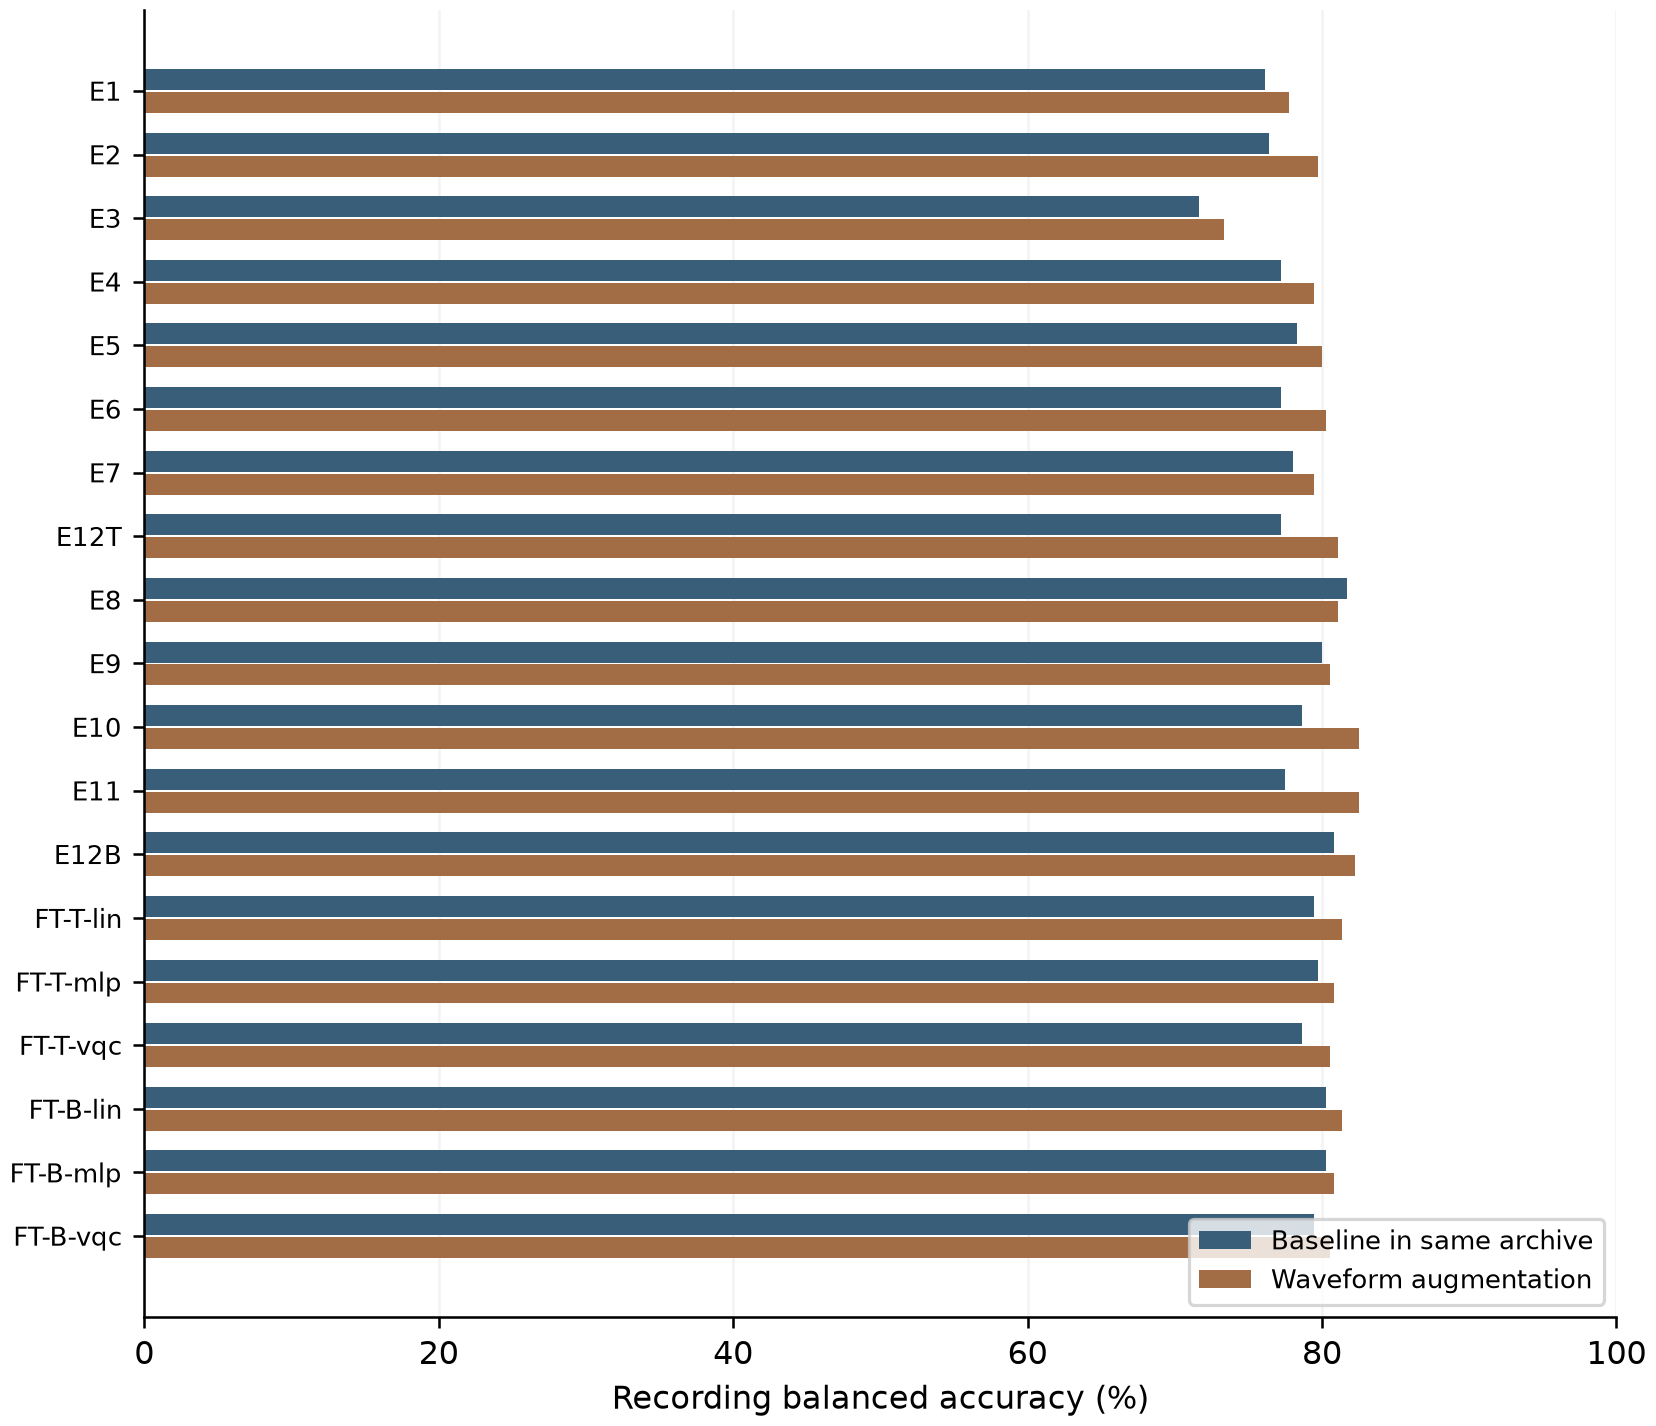 E1
E2
E3
E4
E5
E6
E7
E12T
E8
E9
E10
E11
E12B
FT-T-lin
FT-T-mlp
FT-T-vqc
FT-B-lin
FT-B-mlp
FT-B-vqc
Baseline in same archive
Waveform augmentation
0 20 40 60 80 100
Recording balanced accuracy (%)